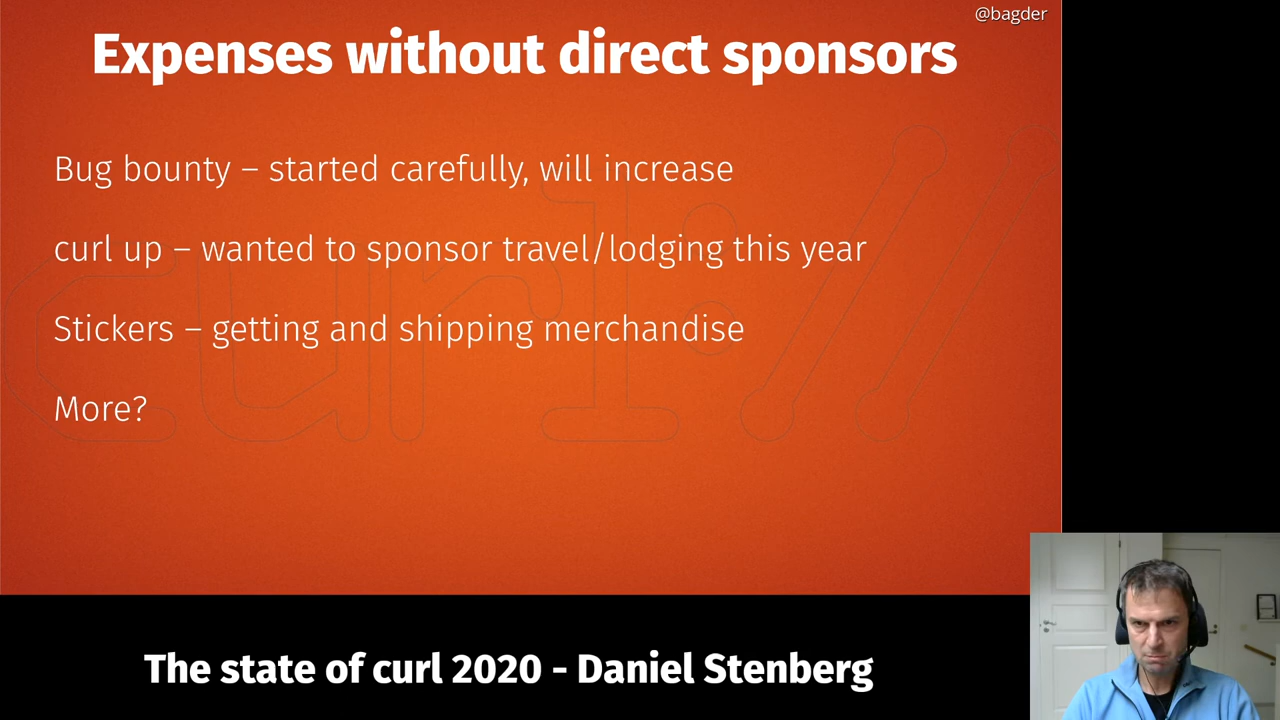 @bagder
Expenses without direct sponsors
Bug bounty – started carefully, will increase
curl up – wanted to sponsor travel/lodging this year
Stickers – getting and shipping merchandise
More?
curl://
The state of curl 2020 - Daniel Stenberg